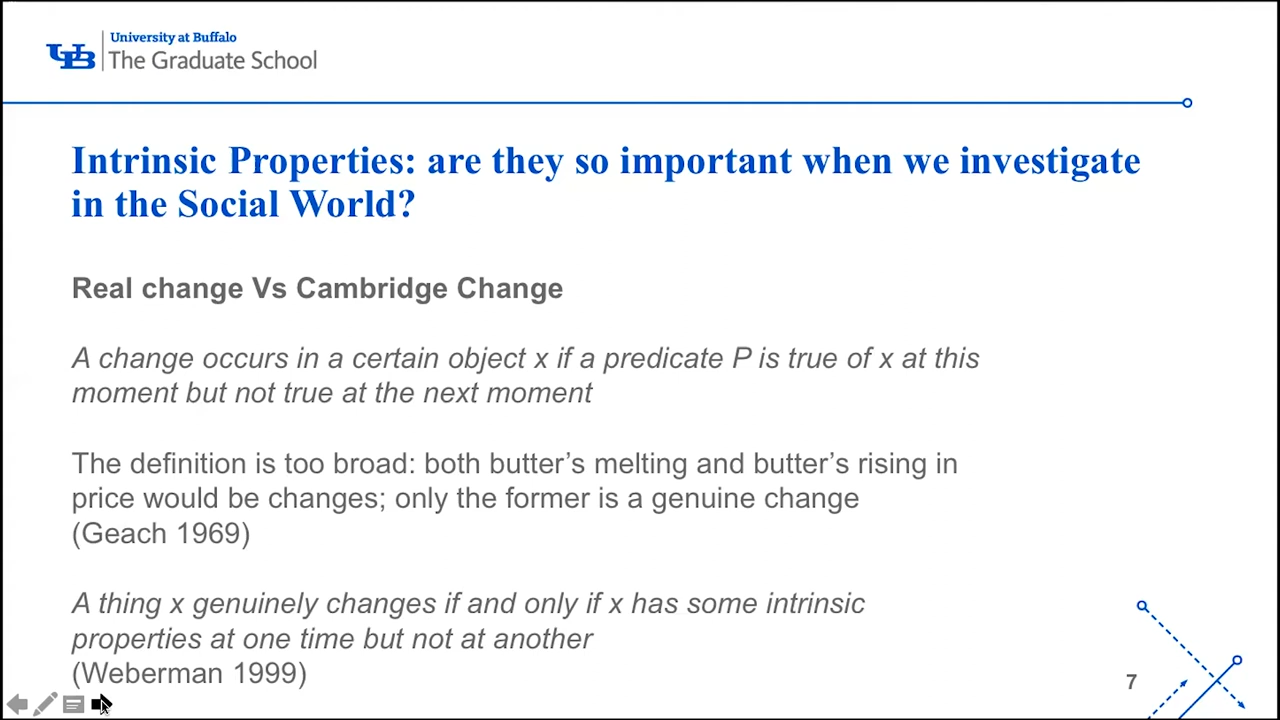 University at Buffalo
UB The Graduate School
Intrinsic Properties: are they so important when we investigate
in the Social World?
Real change Vs Cambridge Change
A change occurs in a certain object x if a predicate P is true of x at this
moment but not true at the next moment
The definition is too broad: both butter’s melting and butter’s rising in
price would be changes; only the former is a genuine change
(Geach 1969)
A thing x genuinely changes if and only if x has some intrinsic
properties at one time but not at another
(Weberman 1999)
7